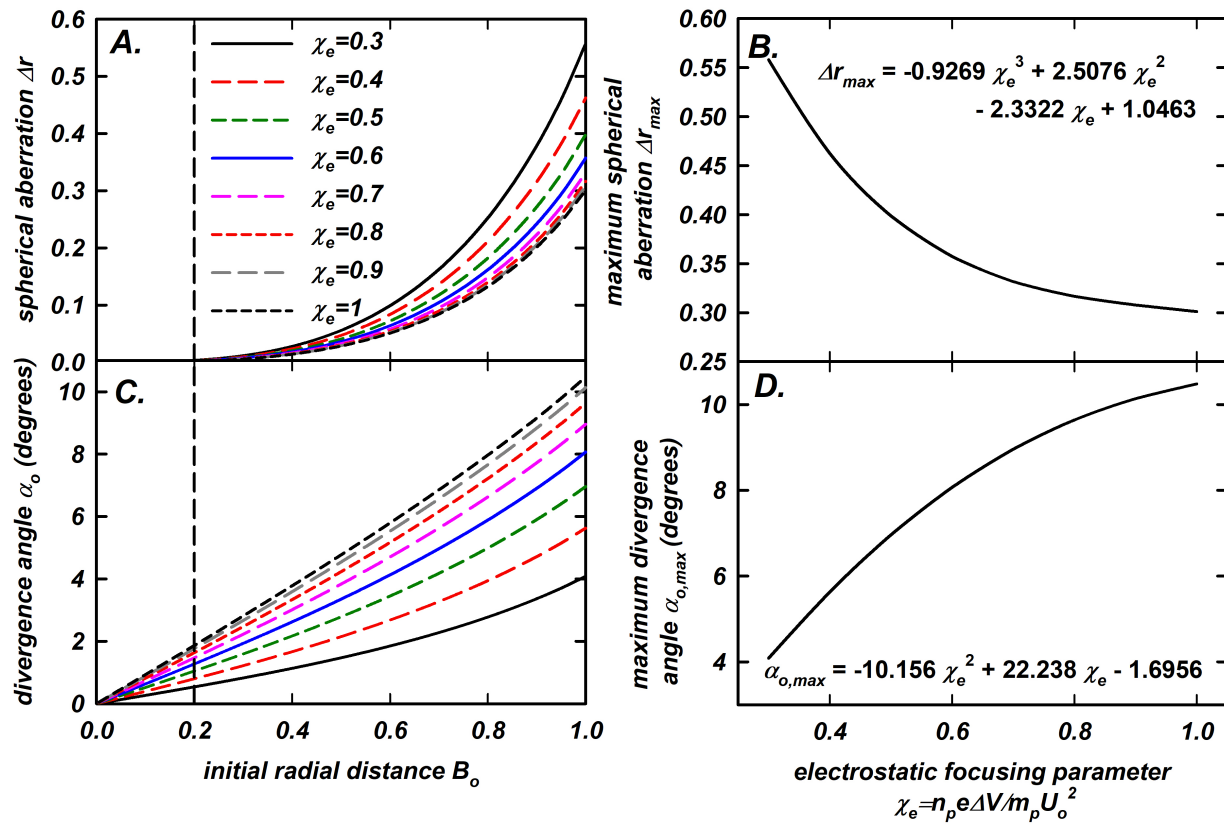 A.
spherical aberration Δr
0.6
0.5
0.4
0.3
0.2
0.1
0.0
χe=0.3
χe=0.4
χe=0.5
χe=0.6
χe=0.7
χe=0.8
χe=0.9
χe=1
B.
maximum spherical
aberration Δrmax
0.55
0.50
0.45
0.40
0.35
0.30
0.25
Δrmax = -0.9269 χe³ + 2.5076 χe²
- 2.3322 χe + 1.0463
C.
divergence angle αo (degrees)
10
8
6
4
2
0
0.0 0.2 0.4 0.6 0.8 1.0
initial radial distance Bo
D.
maximum divergence
angle αo,max (degrees)
10
8
6
4
αo,max = -10.156 χe² + 22.238 χe - 1.6956
0.4 0.6 0.8 1.0
electrostatic focusing parameter
χe=npeΔV/mpUo²